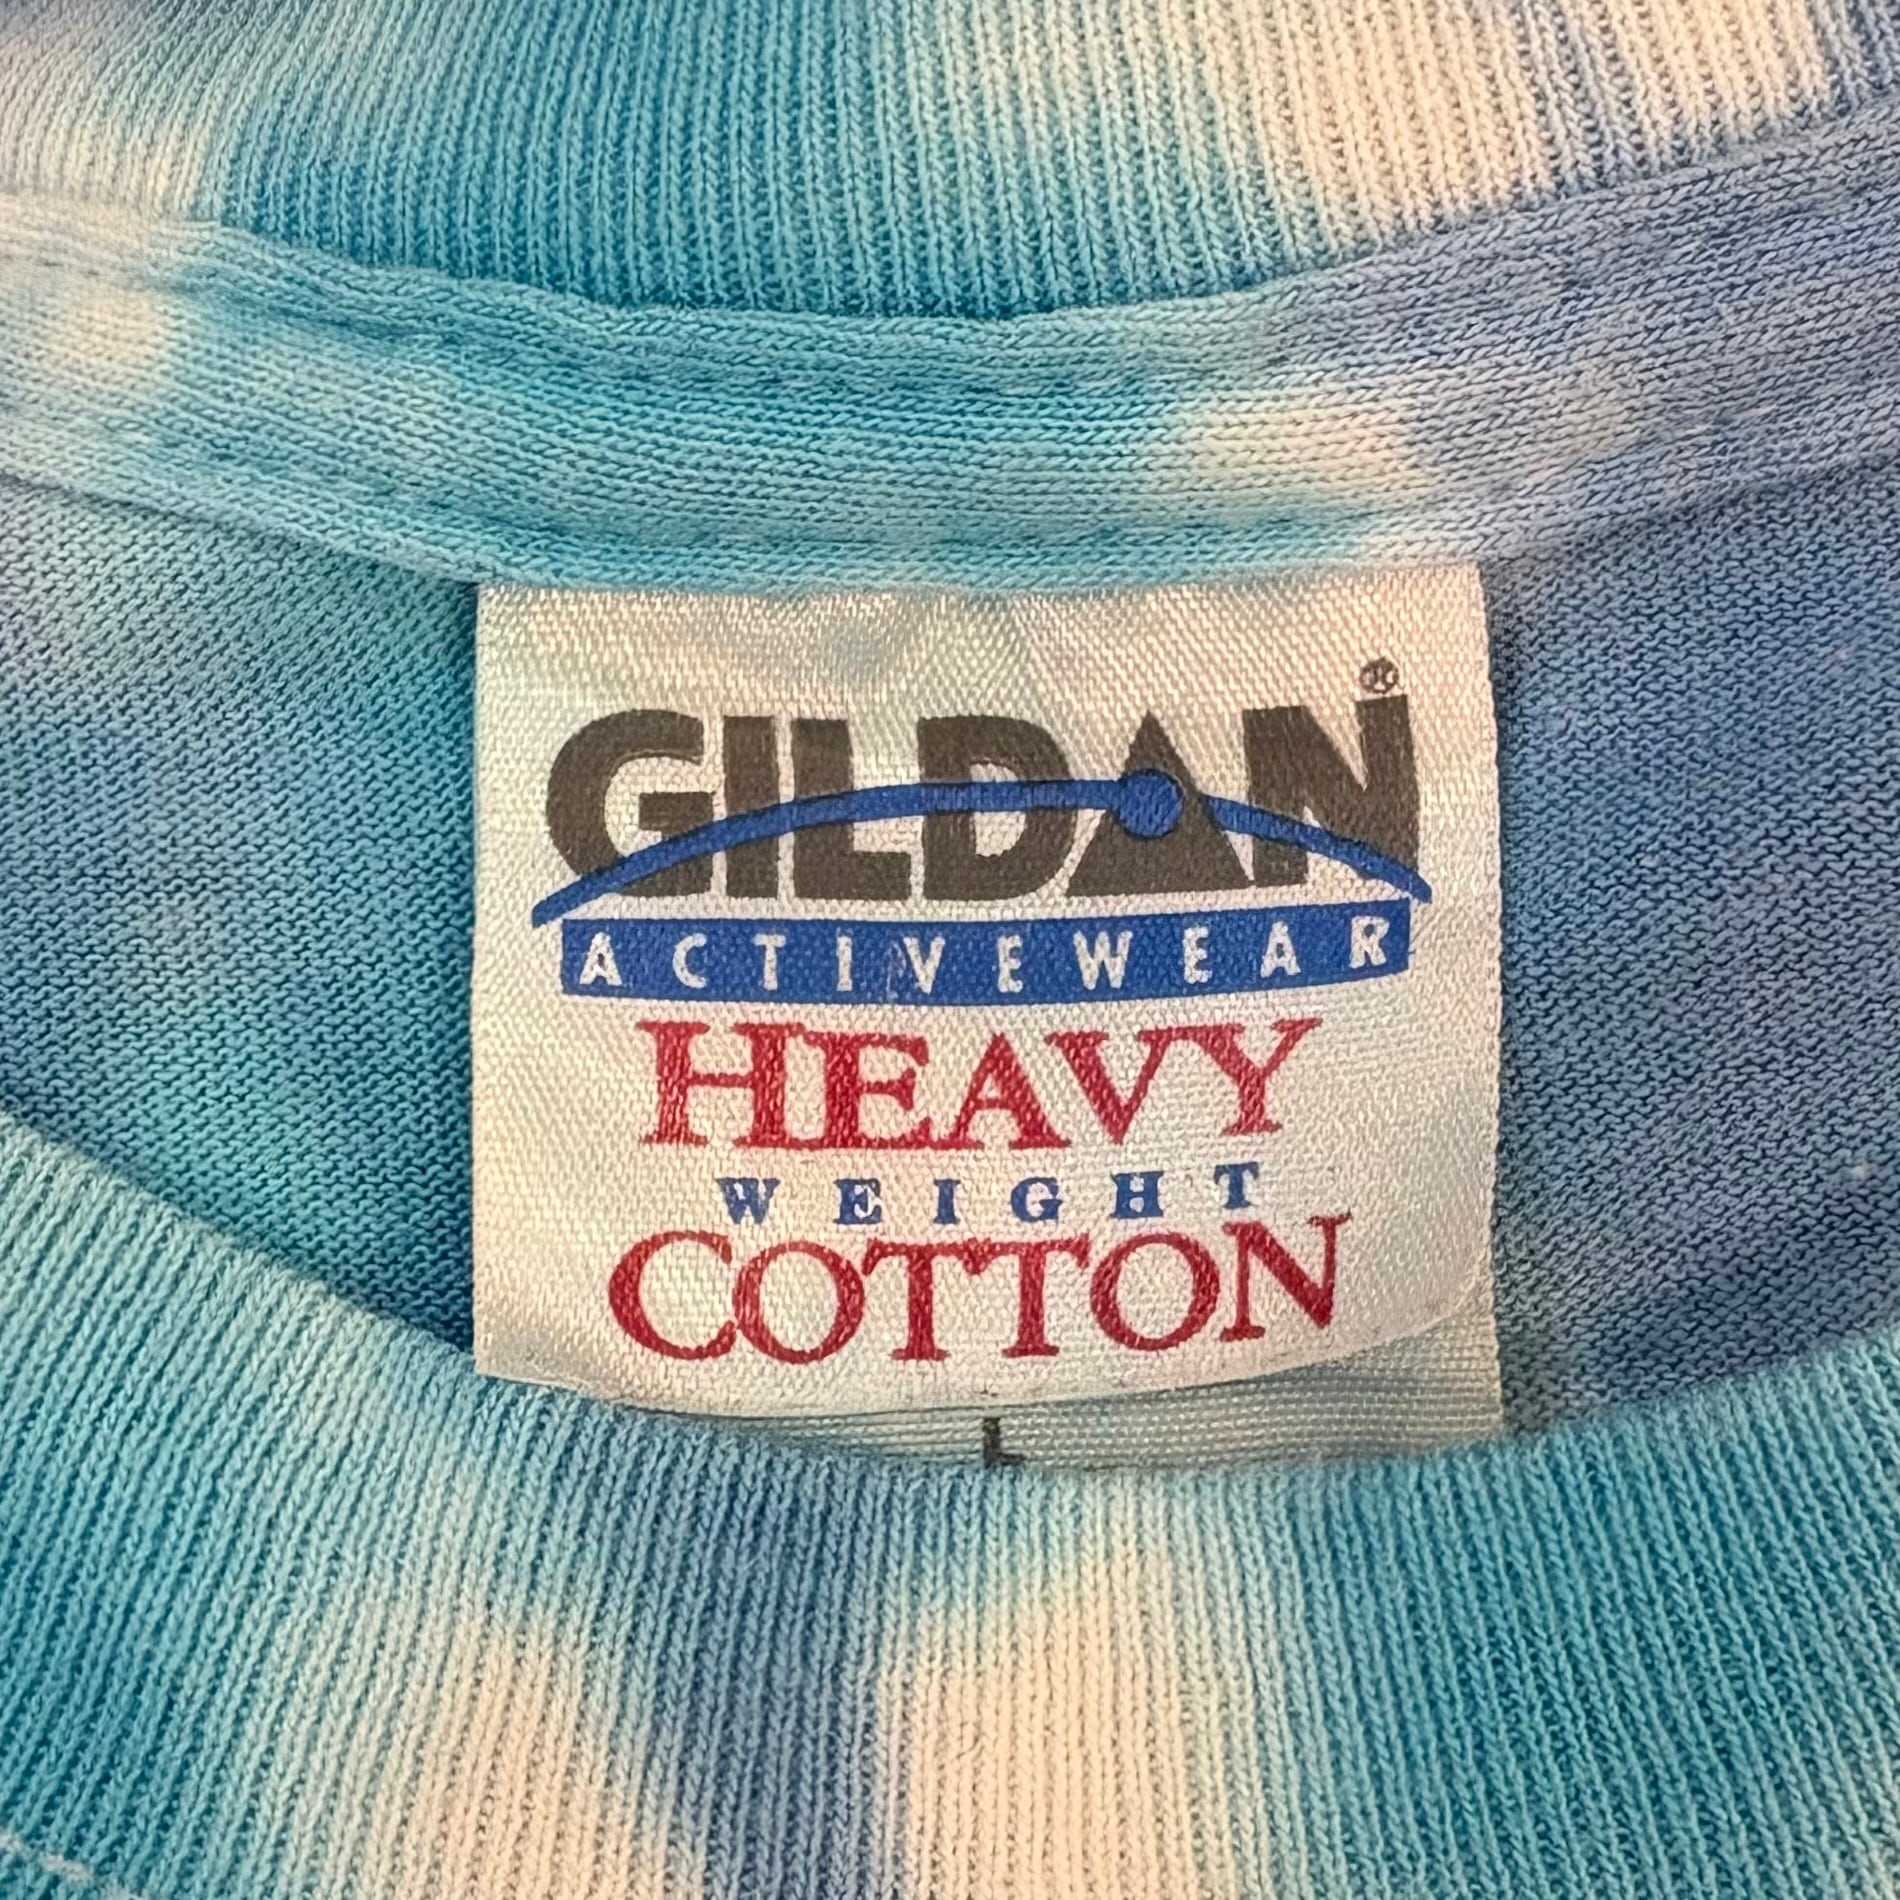 GILDAN®
ACTIVEWEAR
HEAVY
WEIGHT
COTTON
L